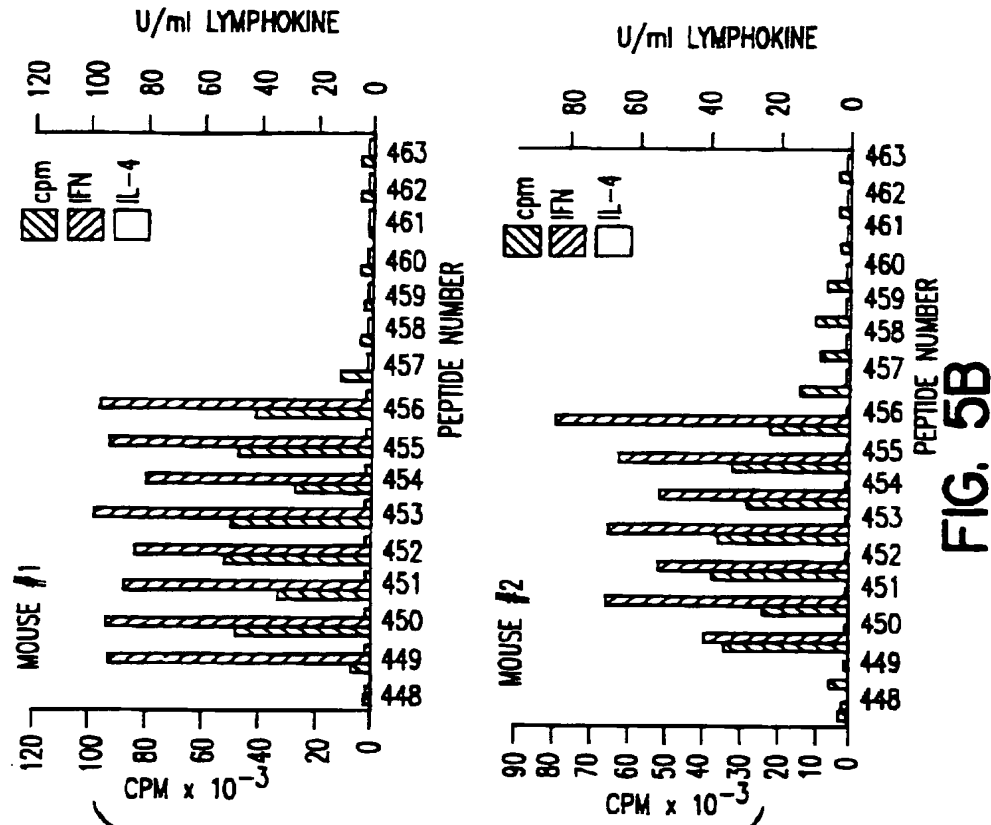 MOUSE #1
U/ml LYMPHOKINE
120
100
80
60
40
20
0
cpm
IFN
IL-4
120
100
80
60
40
20
0
CPM x 10-3
448 449 450 451 452 453 454 455 456 457 458 459 460 461 462 463
PEPTIDE NUMBER
MOUSE #2
U/ml LYMPHOKINE
80
60
40
20
0
cpm
IFN
IL-4
90
80
70
60
50
40
30
20
10
0
CPM x 10-3
448 449 450 451 452 453 454 455 456 457 458 459 460 461 462 463
PEPTIDE NUMBER
FIG. 5B